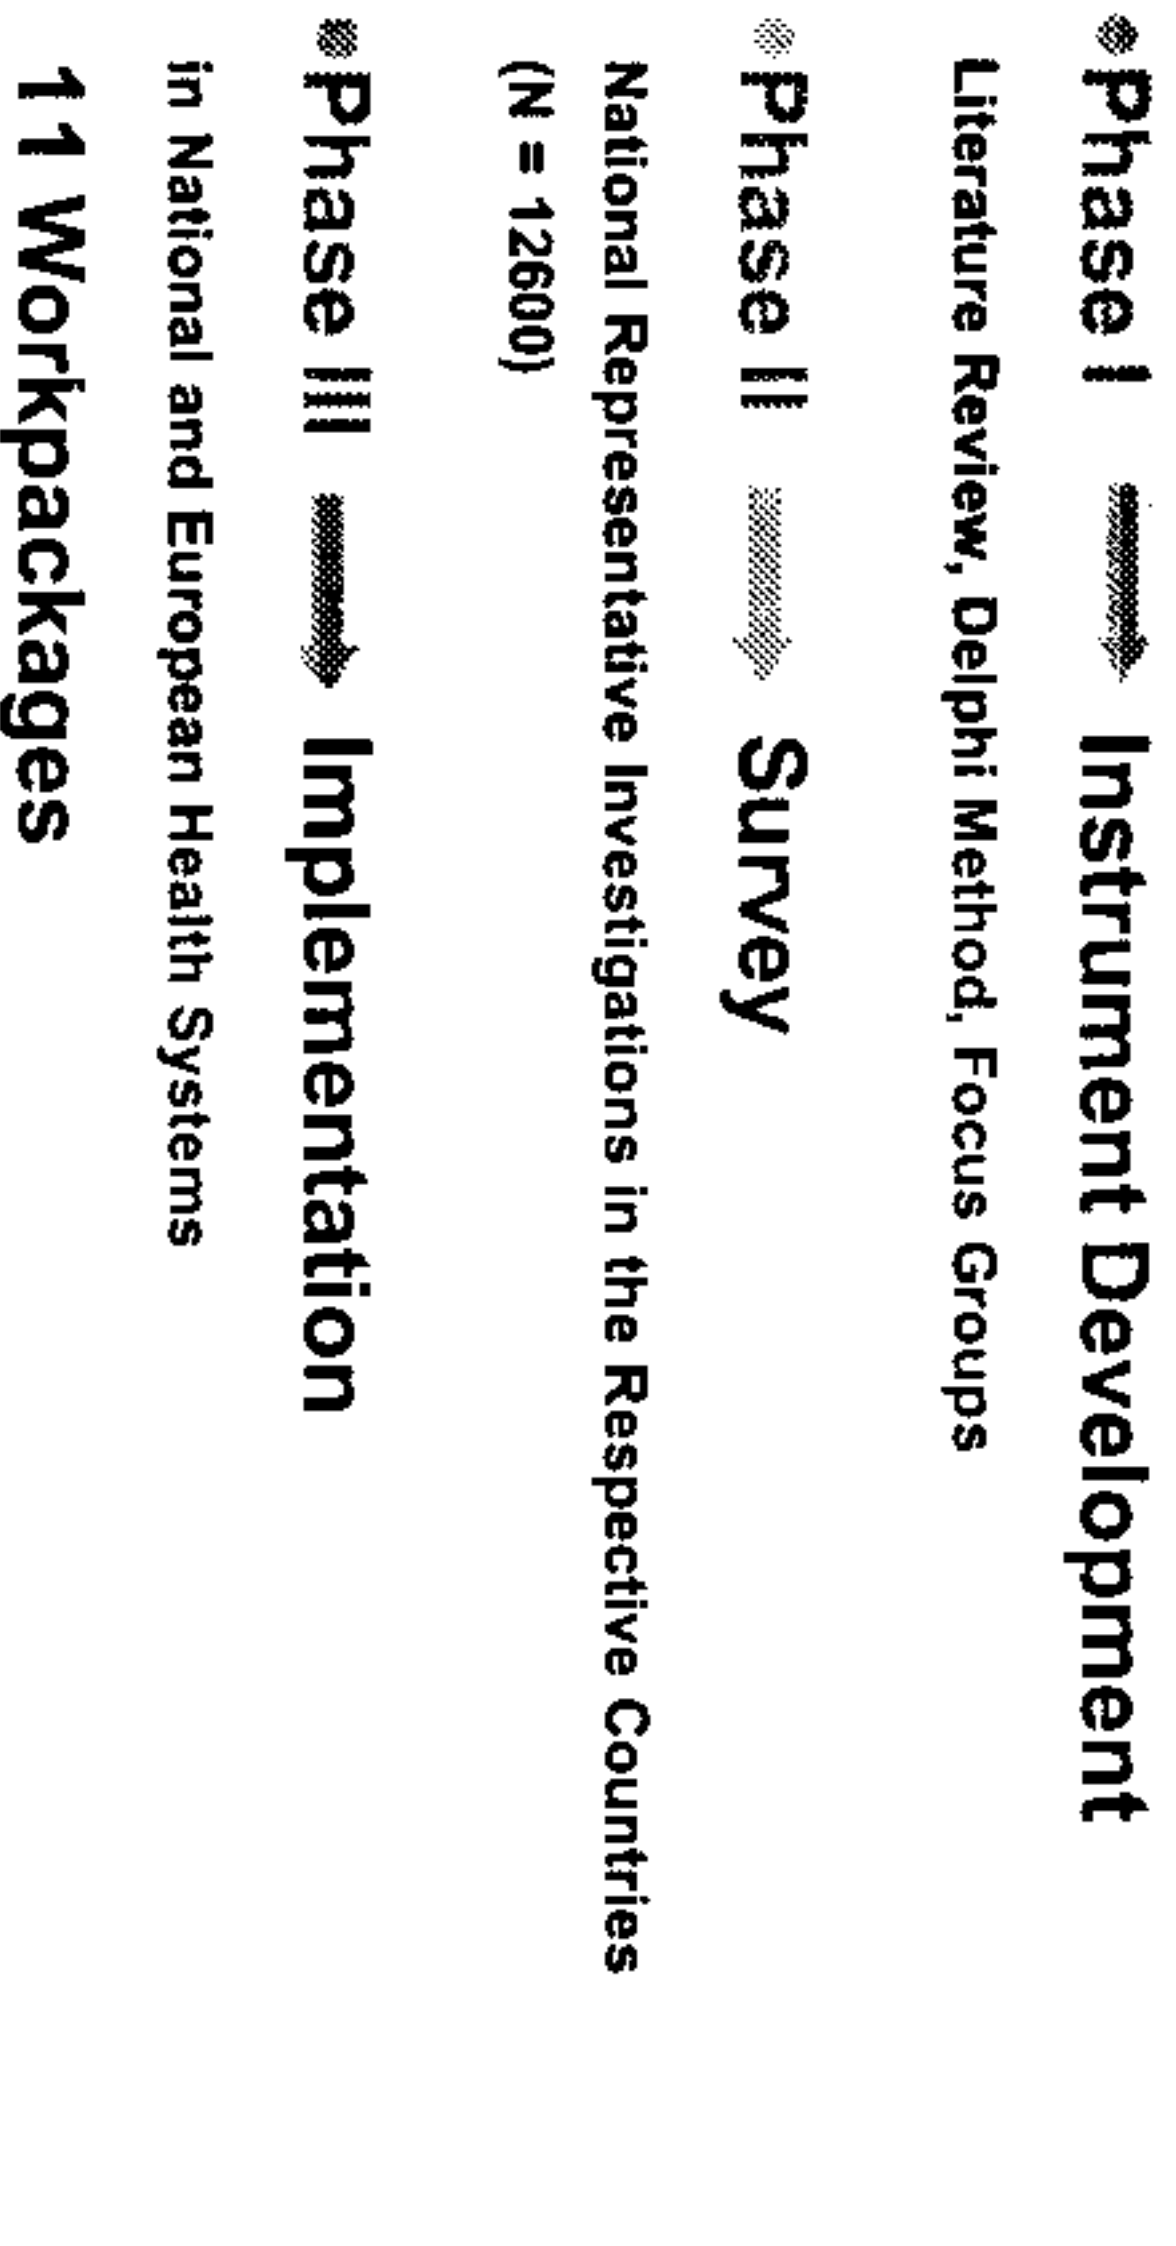 Phase I Instrument Development
Literature Review, Delphi Method, Focus Groups
Phase II Survey
National Representative Investigations in the Respective Countries
(N = 12600)
Phase III Implementation
in National and European Health Systems
11 Workpackages